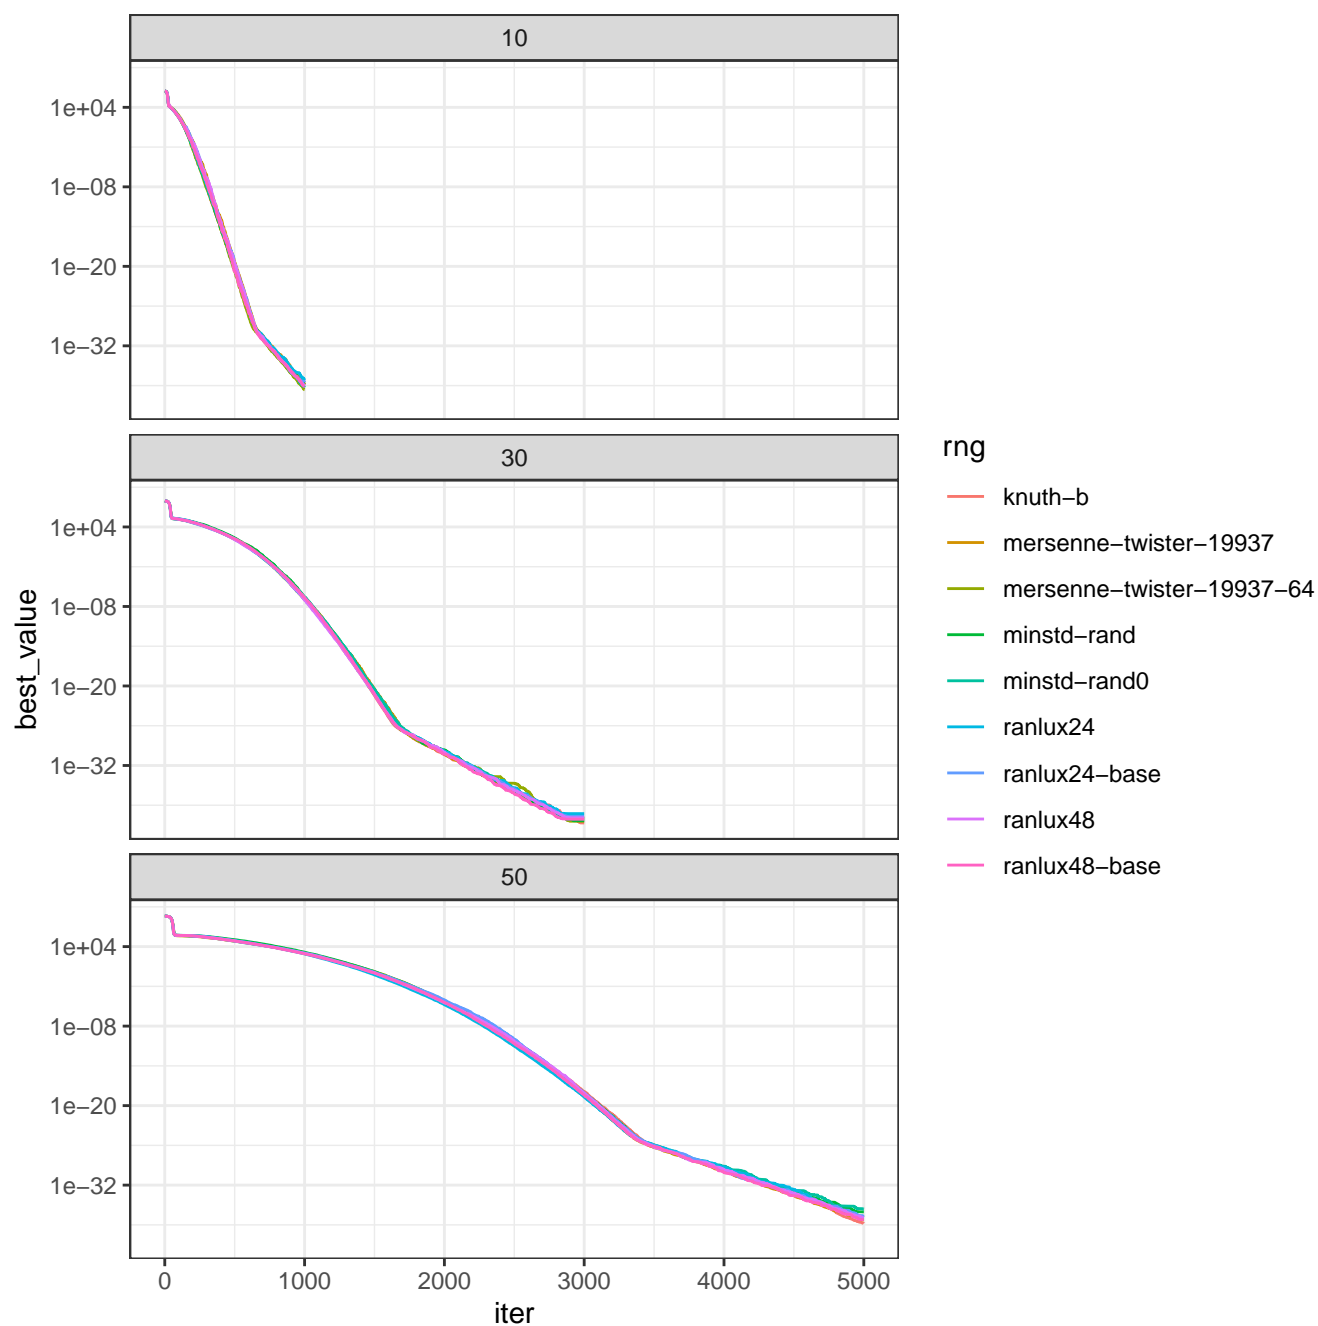 10
1e+04
1e−08
1e−20
1e−32
30
1e+04
1e−08
1e−20
1e−32
50
1e+04
1e−08
1e−20
1e−32
0 1000 2000 3000 4000 5000
iter
best_value
rng
knuth−b
mersenne−twister−19937
mersenne−twister−19937−64
minstd−rand
minstd−rand0
ranlux24
ranlux24−base
ranlux48
ranlux48−base